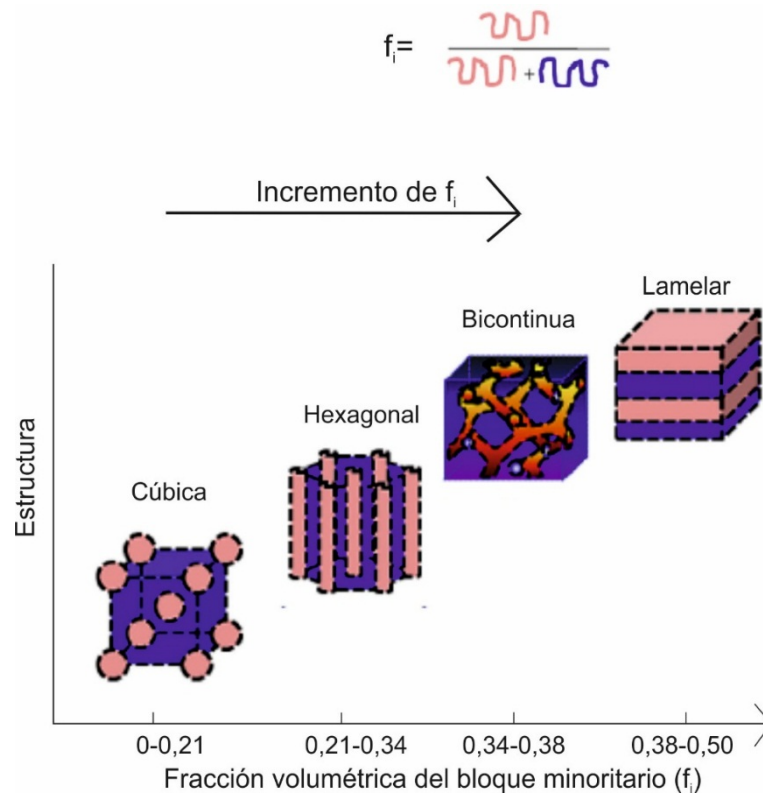 fᵢ=
+
Incremento de fᵢ
Lamelar
Bicontinua
Hexagonal
Cúbica
Estructura
0-0,21 0,21-0,34 0,34-0,38 0,38-0,50
Fracción volumétrica del bloque minoritario (fᵢ)